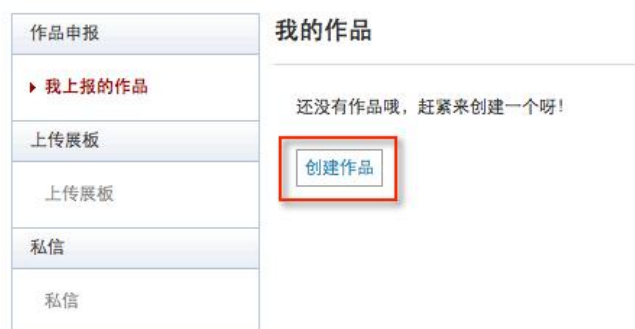 作品申报
我上报的作品
上传展板
上传展板
私信
私信
我的作品
还没有作品哦，赶紧来创建一个呀！
创建作品